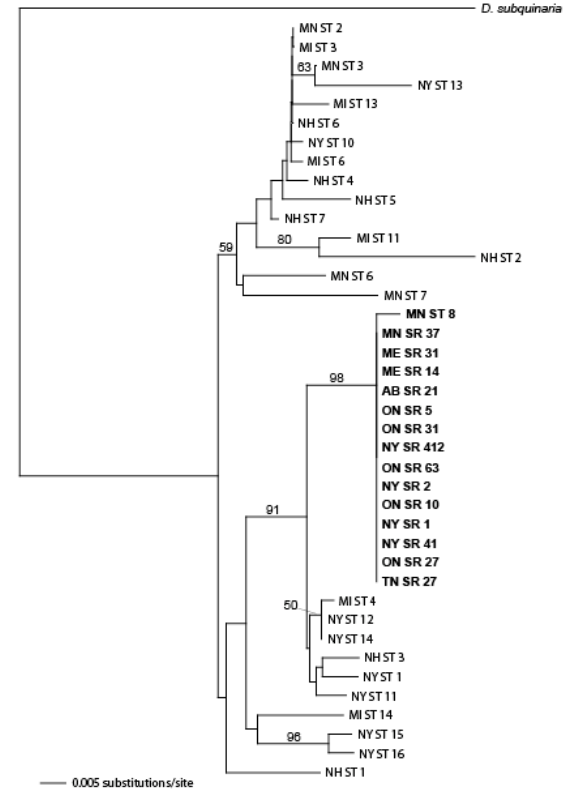 D. subquinaria
MN ST 2
MI ST 3
63
MN ST 3
NY ST 13
MI ST 13
NH ST 6
NY ST 10
MI ST 6
NH ST 4
NH ST 5
NH ST 7
80
MI ST 11
59
NH ST 2
MN ST 6
MN ST 7
MN ST 8
MN SR 37
ME SR 31
ME SR 14
98
AB SR 21
ON SR 5
ON SR 31
NY SR 412
ON SR 63
NY SR 2
ON SR 10
91
NY SR 1
NY SR 41
ON SR 27
TN SR 27
MI ST 4
50
NY ST 12
NY ST 14
NH ST 3
NY ST 1
NY ST 11
MI ST 14
NY ST 15
96
NY ST 16
NH ST 1
0.005 substitutions/site